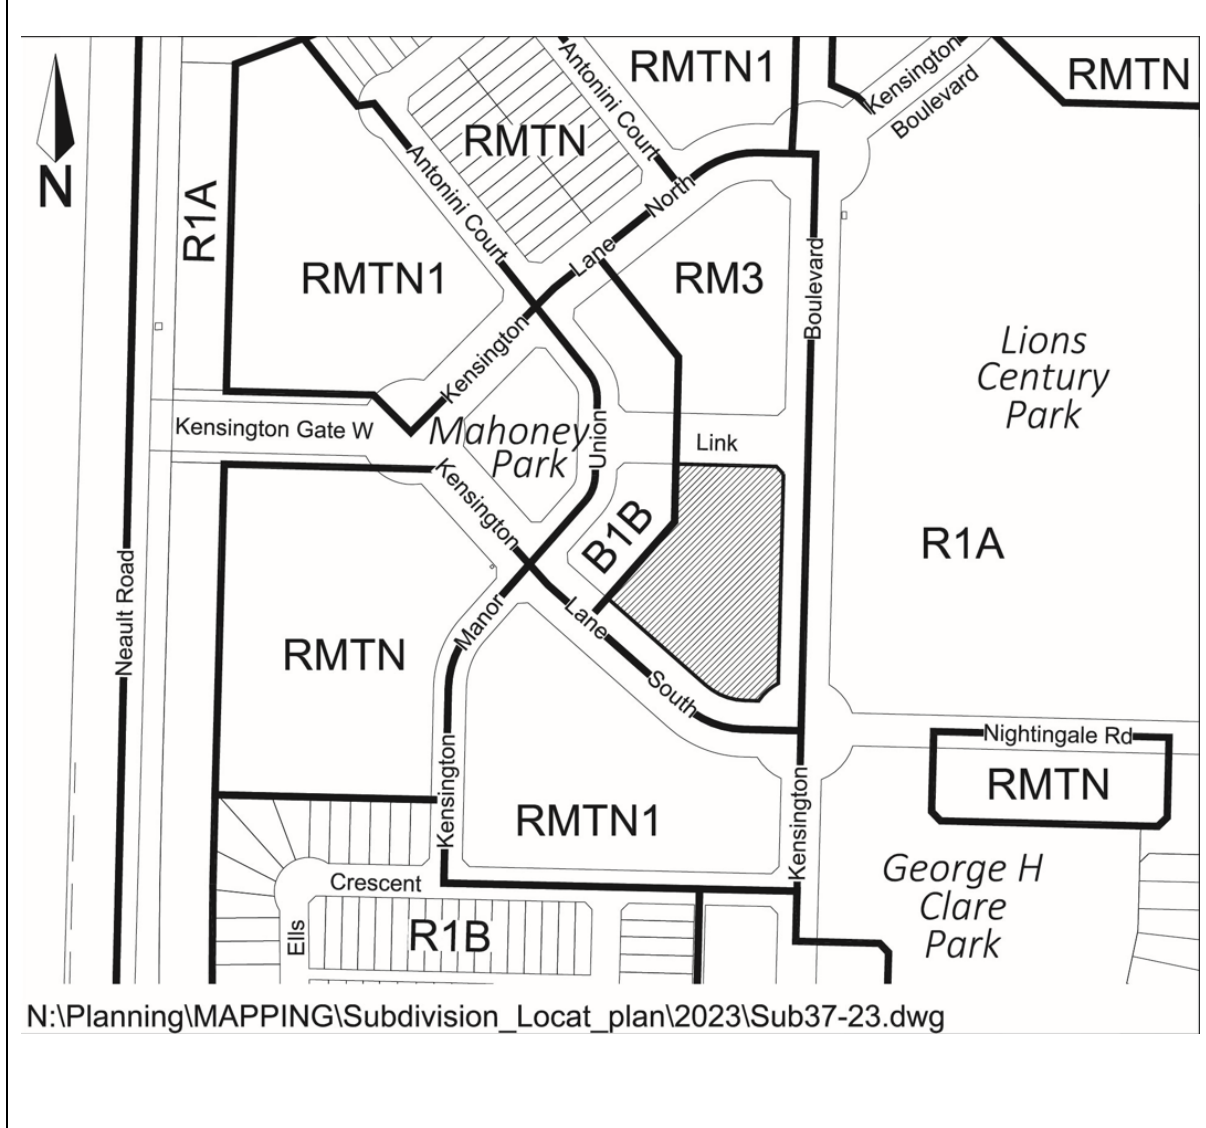 RMTN1
Antonini Court
Kensington
Boulevard
RMTN
N
RMTN
R1A
Antonini Court
North
Lane
Kensington
RMTN1
RM3
Boulevard
Lions
Century
Park
Kensington Gate W
Mahoney
Park
Union
Link
Kensington
B1B
R1A
Neault Road
RMTN
Manor
Lane
South
Nightingale Rd
RMTN
Kensington
RMTN1
Kensington
George H
Clare
Park
Crescent
Ells
R1B
N:\Planning\MAPPING\Subdivision_Locat_plan\2023\Sub37-23.dwg